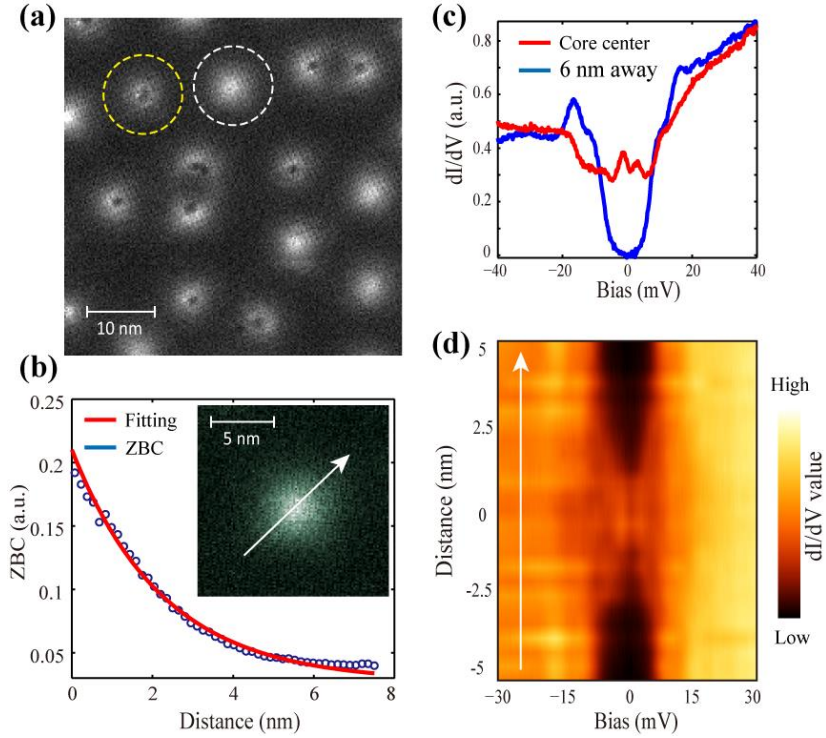 (a)
10 nm
(b)
0.25
0.2
0.15
0.1
0.05
ZBC (a.u.)
Fitting
ZBC
5 nm
0
2
4
6
8
Distance (nm)
(c)
Core center
6 nm away
0.8
0.6
0.4
0.2
0
dI/dV (a.u.)
−40
−20
0
20
40
Bias (mV)
(d)
5
2.5
0
-2.5
-5
Distance (nm)
−30
−15
0
15
30
Bias (mV)
High
dI/dV value
Low